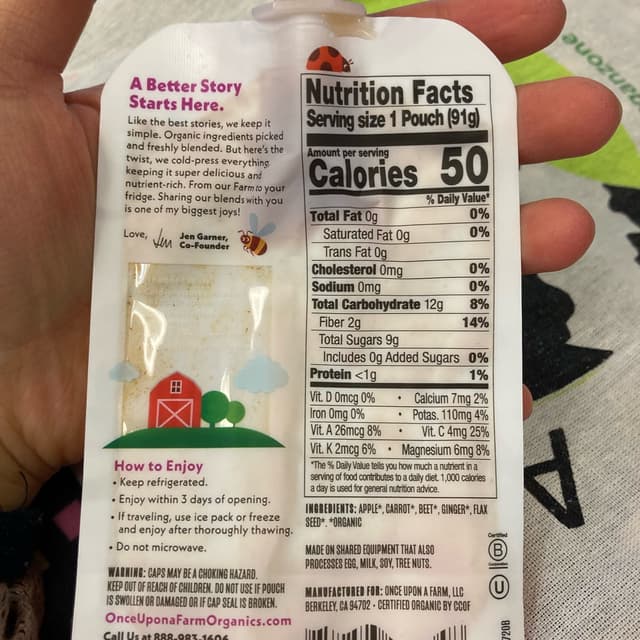 A Better Story
Starts Here.
Like the best stories, we keep it
simple. Organic ingredients picked
and freshly blended. But here's the
twist, we cold-press everything,
keeping it super delicious and
nutrient-rich. From our Farm to your
fridge. Sharing our blends with you
is one of my biggest joys!
Love, Jen Jen Garner,
Co-Founder
How to Enjoy
• Keep refrigerated.
• Enjoy within 3 days of opening.
• If traveling, use ice pack or freeze
and enjoy after thoroughly thawing.
• Do not microwave.
WARNING: CAPS MAY BE A CHOKING HAZARD.
KEEP OUT OF REACH OF CHILDREN. DO NOT USE IF POUCH
IS SWOLLEN OR DAMAGED OR IF CAP SEAL IS BROKEN.
OnceUponaFarmOrganics.com
Call Us at 888-983-1606
Nutrition Facts
Serving size 1 Pouch (91g)
Amount per serving
Calories 50
% Daily Value*
Total Fat 0g 0%
Saturated Fat 0g 0%
Trans Fat 0g
Cholesterol 0mg 0%
Sodium 0mg 0%
Total Carbohydrate 12g 8%
Fiber 2g 14%
Total Sugars 9g
Includes 0g Added Sugars 0%
Protein <1g 1%
Vit. D 0mcg 0% • Calcium 7mg 2%
Iron 0mg 0% • Potas. 110mg 4%
Vit. A 26mcg 8% • Vit. C 4mg 25%
Vit. K 2mcg 6% • Magnesium 6mg 8%
*The % Daily Value tells you how much a nutrient in a
serving of food contributes to a daily diet. 1,000 calories
a day is used for general nutrition advice.
INGREDIENTS: APPLE*, CARROT*, BEET*, GINGER*, FLAX
SEED*. *ORGANIC
MADE ON SHARED EQUIPMENT THAT ALSO
PROCESSES EGG, MILK, SOY, TREE NUTS.
MANUFACTURED FOR: ONCE UPON A FARM, LLC
BERKELEY, CA 94702 • CERTIFIED ORGANIC BY CCOF
Certified
B
U
720B